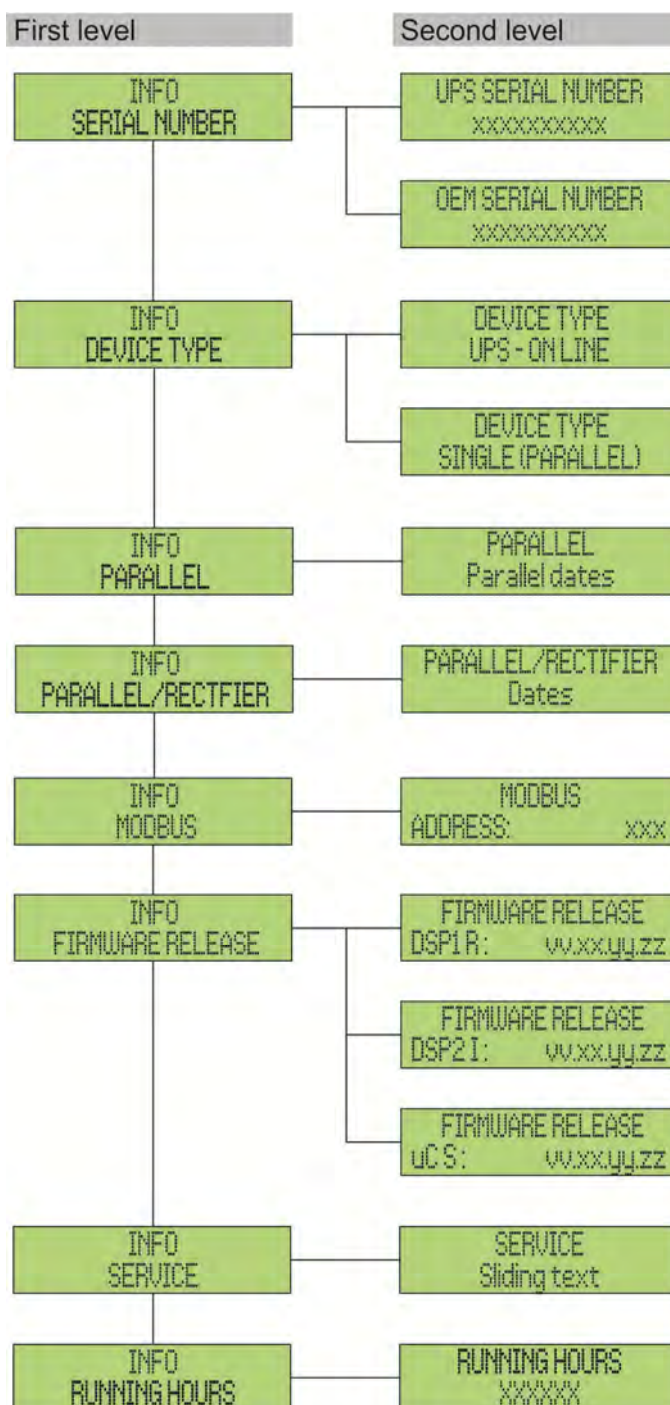 First level
Second level
INFO
SERIAL NUMBER
UPS SERIAL NUMBER
XXXXXXXXXX
OEM SERIAL NUMBER
XXXXXXXXXX
INFO
DEVICE TYPE
DEVICE TYPE
UPS - ON LINE
DEVICE TYPE
SINGLE (PARALLEL)
INFO
PARALLEL
PARALLEL
Parallel dates
INFO
PARALLEL/RECTFIER
PARALLEL/RECTIFIER
Dates
INFO
MODBUS
MODBUS
ADDRESS: xxx
INFO
FIRMWARE RELEASE
FIRMWARE RELEASE
DSP1 R: vv.xx.yy.zz
FIRMWARE RELEASE
DSP2 I: vv.xx.yy.zz
FIRMWARE RELEASE
uC S: vv.xx.yy.zz
INFO
SERVICE
SERVICE
Sliding text
INFO
RUNNING HOURS
RUNNING HOURS
XXXXXX